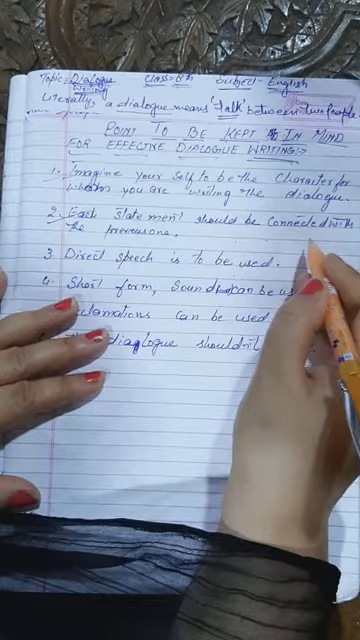 Topic = Dialogue Writing Class = 8th Subject - English
Literally, a dialogue means 'talk' between two people
POINT TO BE KEPT IN MIND
FOR EFFECTIVE DIALOGUE WRITING :-
1. Imagine your self to be the Character for
whom you are writing the dialogue.
2. Each statement should be Connected with
the previous one.
3. Direct speech is to be used.
4. Short form, Sound can be us
clamations can be used
dialogue shouldn't